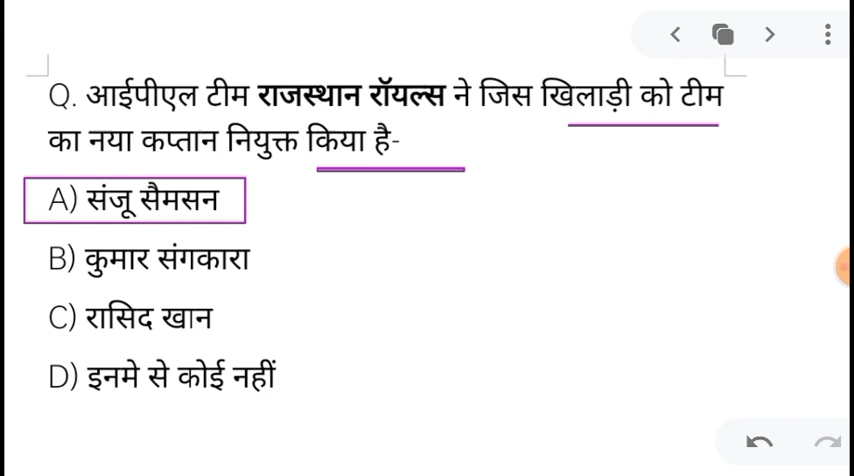 Q. आईपीएल टीम राजस्थान रॉयल्स ने जिस खिलाड़ी को टीम
का नया कप्तान नियुक्त किया है-
A) संजू सैमसन
B) कुमार संगकारा
C) रासिद खान
D) इनमे से कोई नहीं